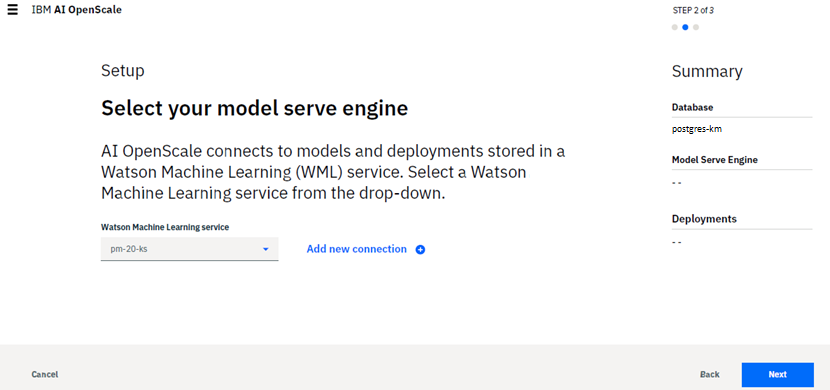 IBM AI OpenScale
STEP 2 of 3
Setup
Select your model serve engine
AI OpenScale connects to models and deployments stored in a
Watson Machine Learning (WML) service. Select a Watson
Machine Learning service from the drop-down.
Watson Machine Learning service
pm-20-ks
Add new connection
Summary
Database
postgres-km
Model Serve Engine
- -
Deployments
- -
Cancel
Back
Next